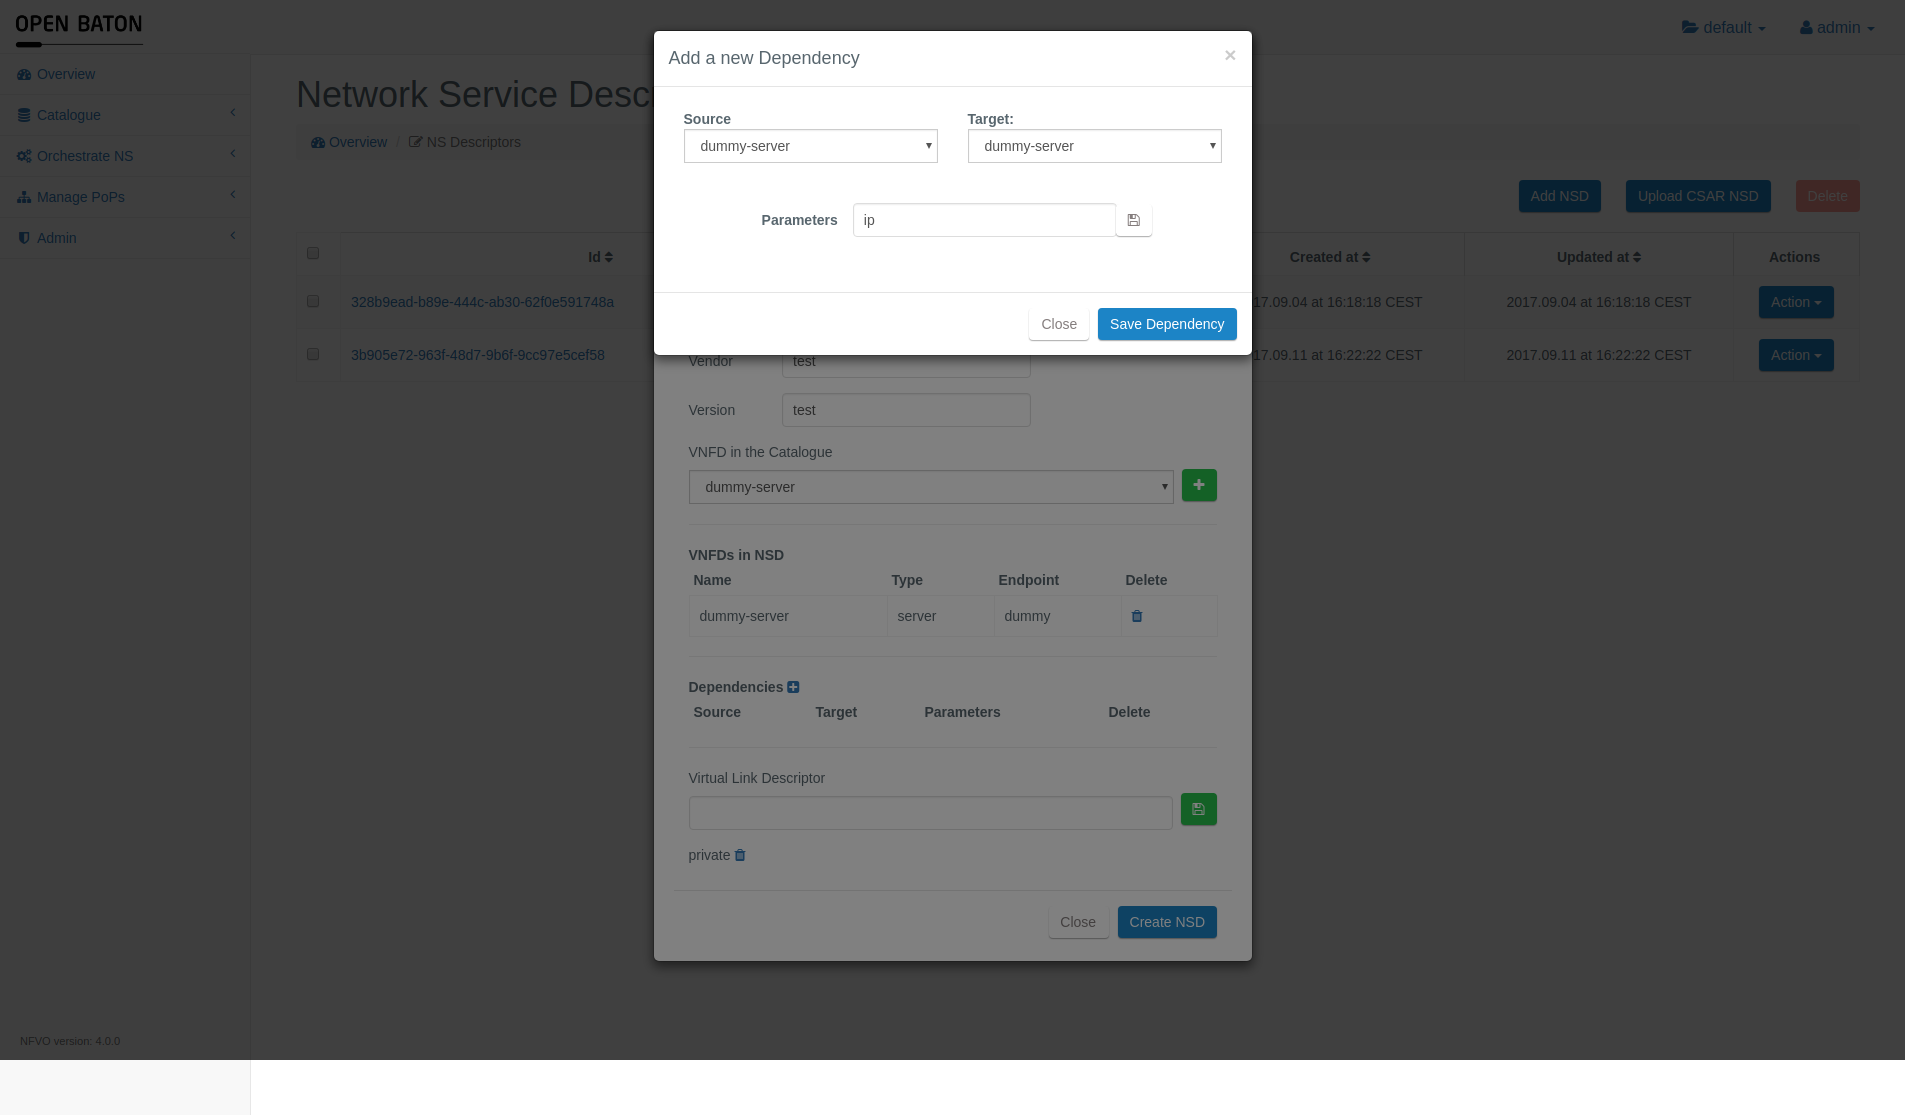 OPEN BATON
default
admin
Overview
Catalogue
Orchestrate NS
Manage PoPs
Admin
Network Service Desc
Overview / NS Descriptors
Add NSD
Upload CSAR NSD
Delete
Id
Created at
Updated at
Actions
328b9ead-b89e-444c-ab30-62f0e591748a
17.09.04 at 16:18:18 CEST
2017.09.04 at 16:18:18 CEST
Action
3b905e72-963f-48d7-9b6f-9cc97e5cef58
17.09.11 at 16:22:22 CEST
2017.09.11 at 16:22:22 CEST
Action
Add a new Dependency
×
Source
Target:
dummy-server
dummy-server
Parameters
ip
Close
Save Dependency
Vendor
test
Version
test
VNFD in the Catalogue
dummy-server
VNFDs in NSD
Name Type Endpoint Delete
dummy-server server dummy
Dependencies
Source Target Parameters Delete
Virtual Link Descriptor
private
Close
Create NSD
NFVO version: 4.0.0